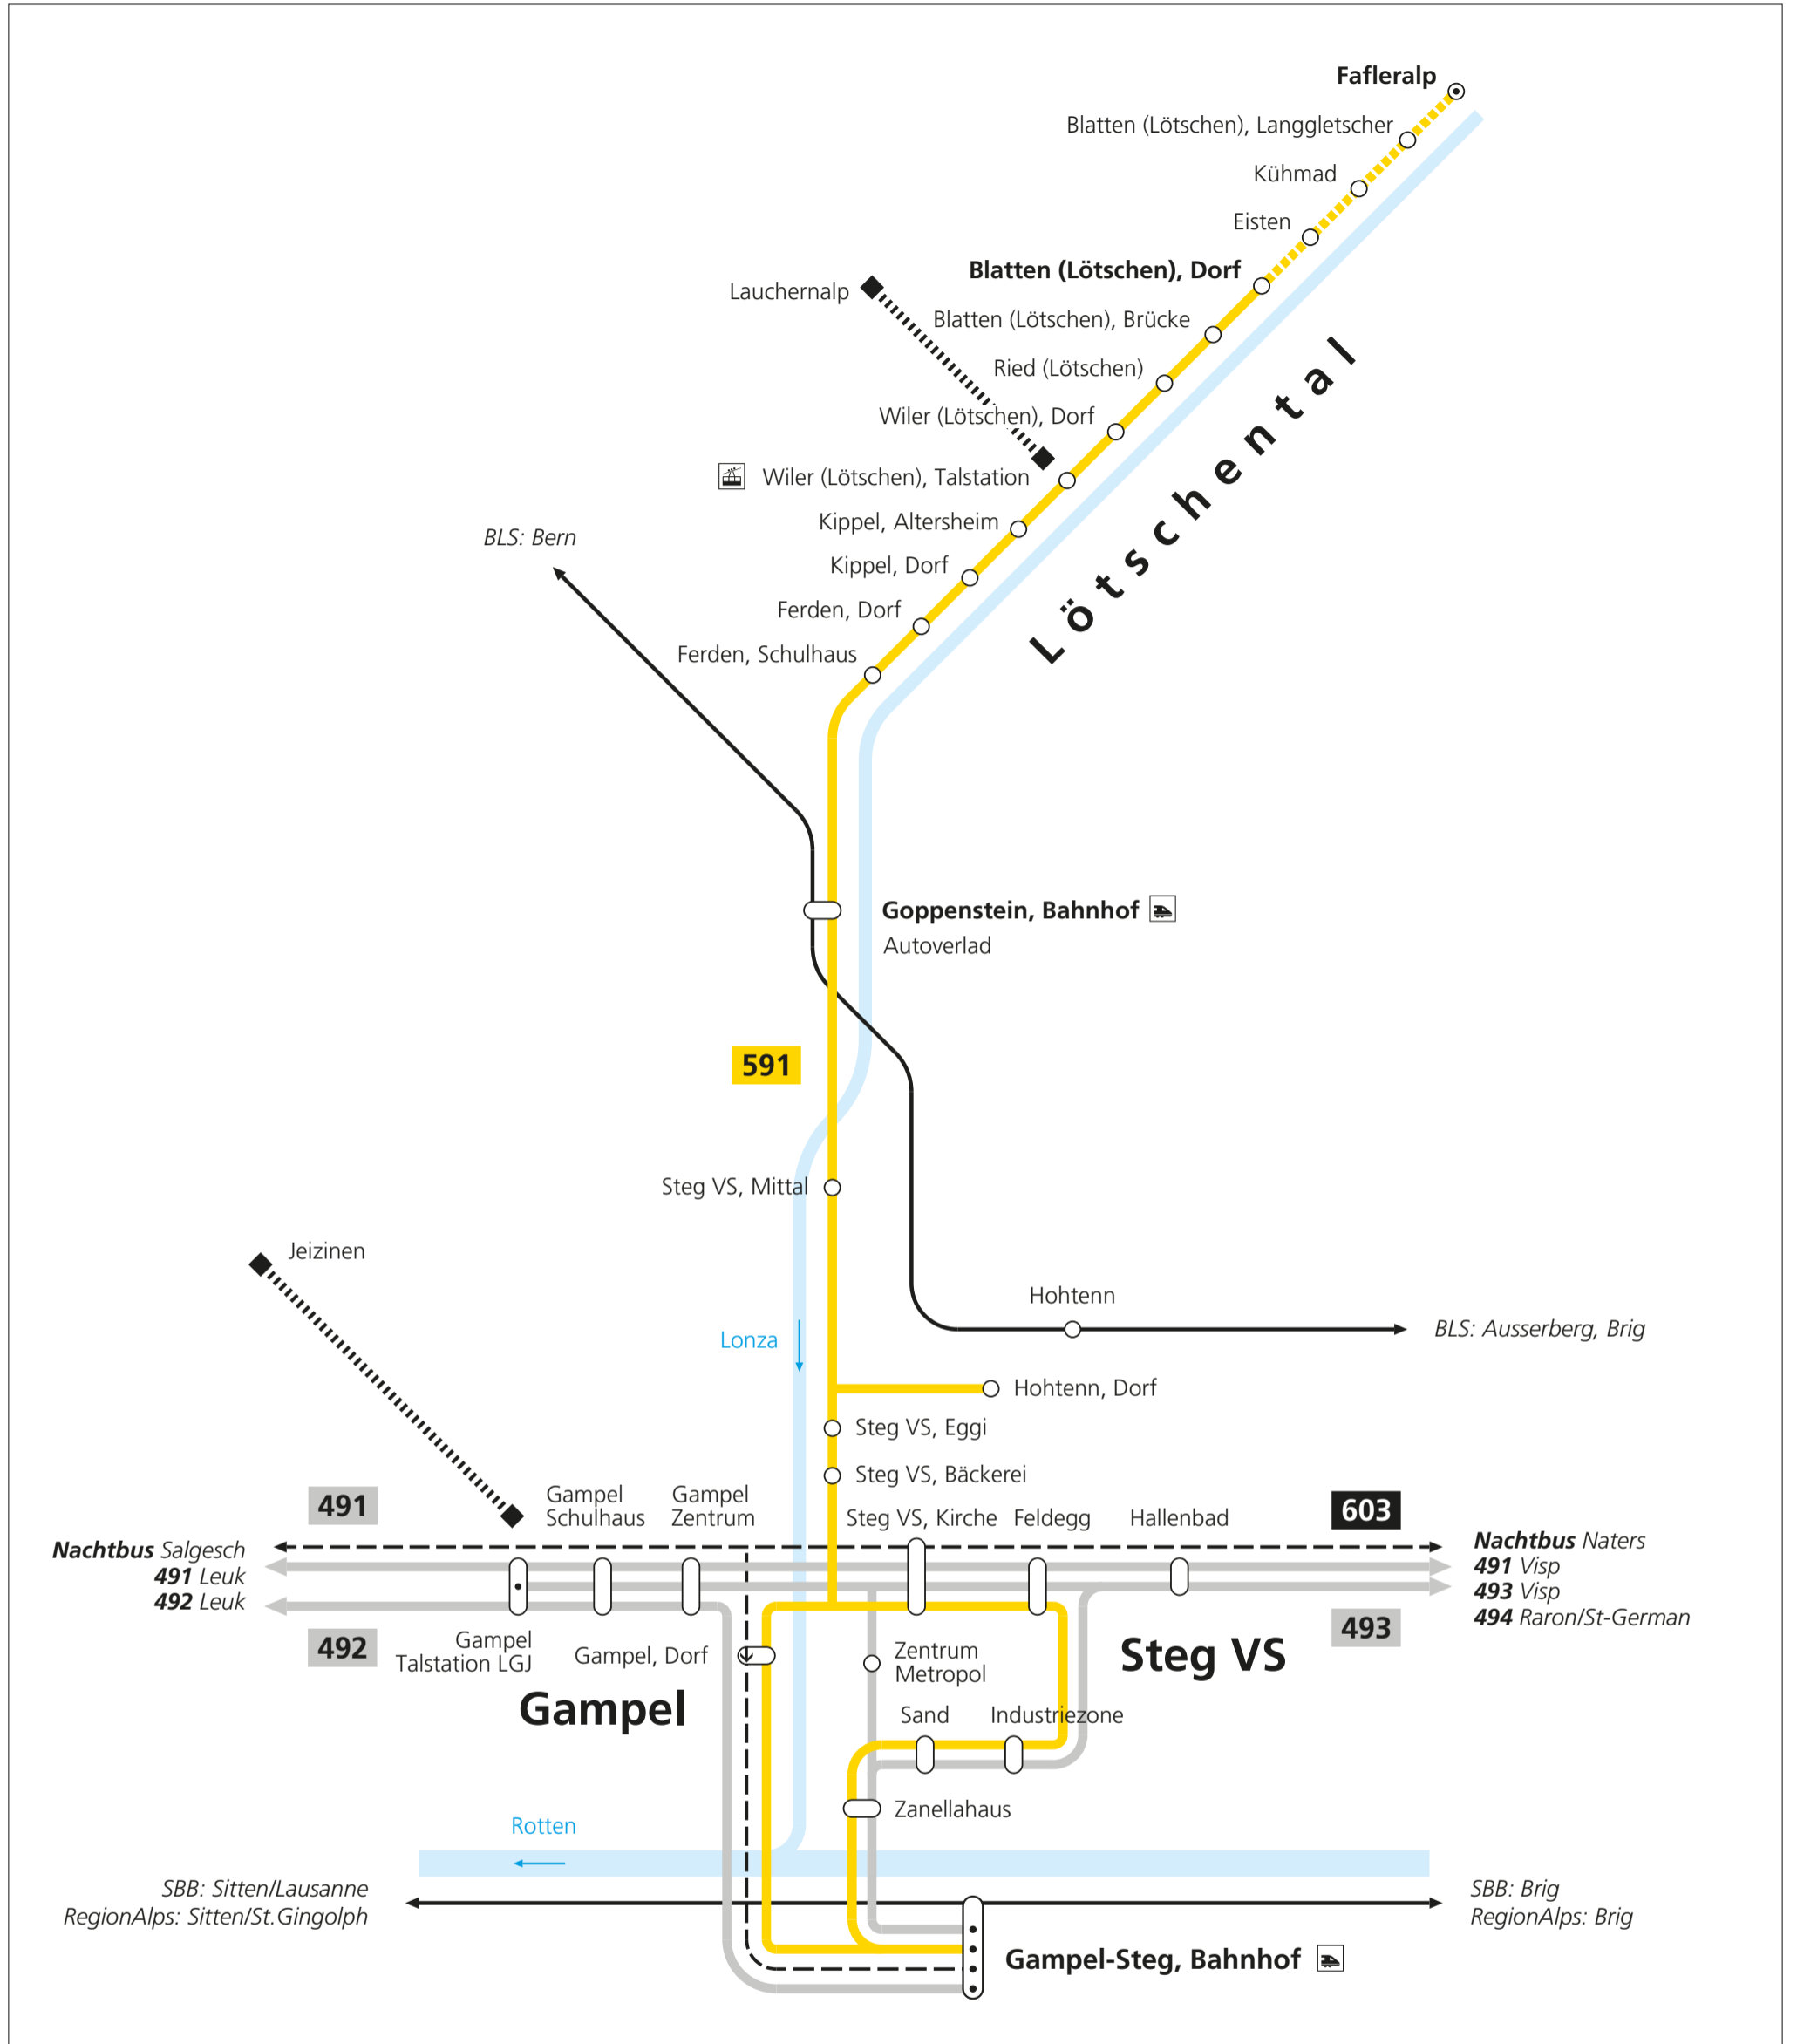 Fafleralp
Blatten (Lötschen), Langgletscher
Kühmad
Eisten
Blatten (Lötschen), Dorf
Lauchernalp
Blatten (Lötschen), Brücke
Ried (Lötschen)
Wiler (Lötschen), Dorf
Wiler (Lötschen), Talstation
Kippel, Altersheim
BLS: Bern
Kippel, Dorf
Ferden, Dorf
Ferden, Schulhaus
Lötschental
Goppenstein, Bahnhof
Autoverlad
591
Steg VS, Mittal
Jeizinen
Hohtenn
Lonza
BLS: Ausserberg, Brig
Hohtenn, Dorf
Steg VS, Eggi
Steg VS, Bäckerei
491
Gampel
Schulhaus
Gampel
Zentrum
Steg VS, Kirche
Feldegg
Hallenbad
603
Nachtbus Salgesch
491 Leuk
492 Leuk
Nachtbus Naters
491 Visp
493 Visp
494 Raron/St-German
492
Gampel
Talstation LGJ
Gampel, Dorf
Zentrum
Metropol
Steg VS
493
Gampel
Sand
Industriezone
Zanellahaus
Rotten
SBB: Sitten/Lausanne
RegionAlps: Sitten/St.Gingolph
SBB: Brig
RegionAlps: Brig
Gampel-Steg, Bahnhof